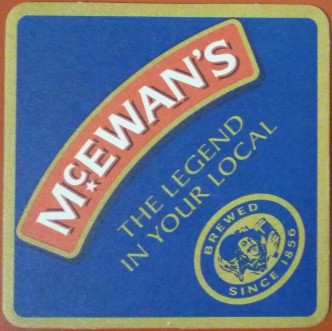 McEWAN'S
THE LEGEND
IN YOUR LOCAL
BREWED
SINCE 1856